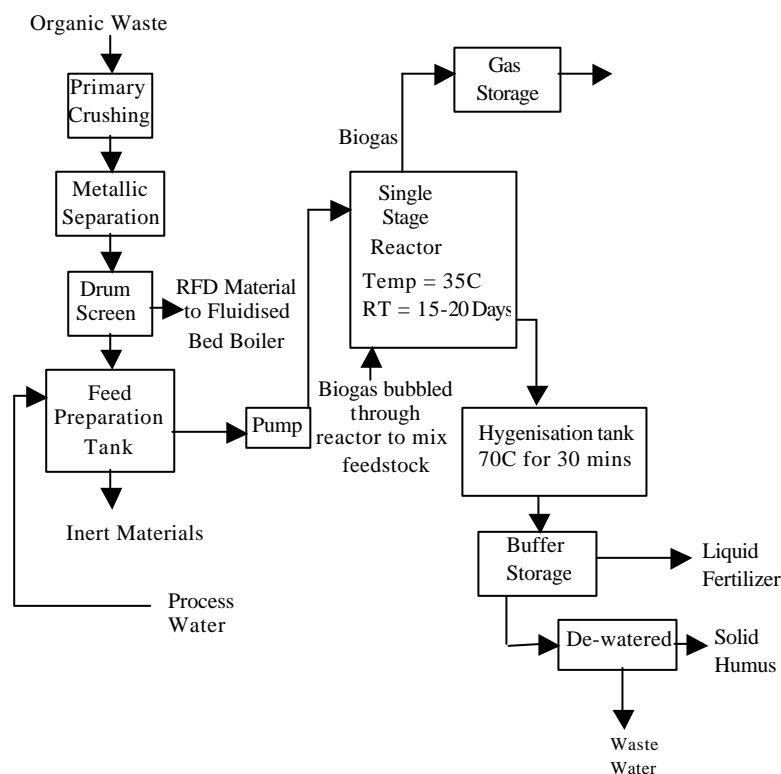 Organic Waste
Primary
Crushing
Metallic
Separation
Drum
Screen
RFD Material
to Fluidised
Bed Boiler
Feed
Preparation
Tank
Inert Materials
Process
Water
Pump
Biogas
Gas
Storage
Single
Stage
Reactor
Temp = 35C
RT = 15-20 Days
Biogas bubbled
through
reactor to mix
feedstock
Hygenisation tank
70C for 30 mins
Buffer
Storage
Liquid
Fertilizer
De-watered
Solid
Humus
Waste
Water